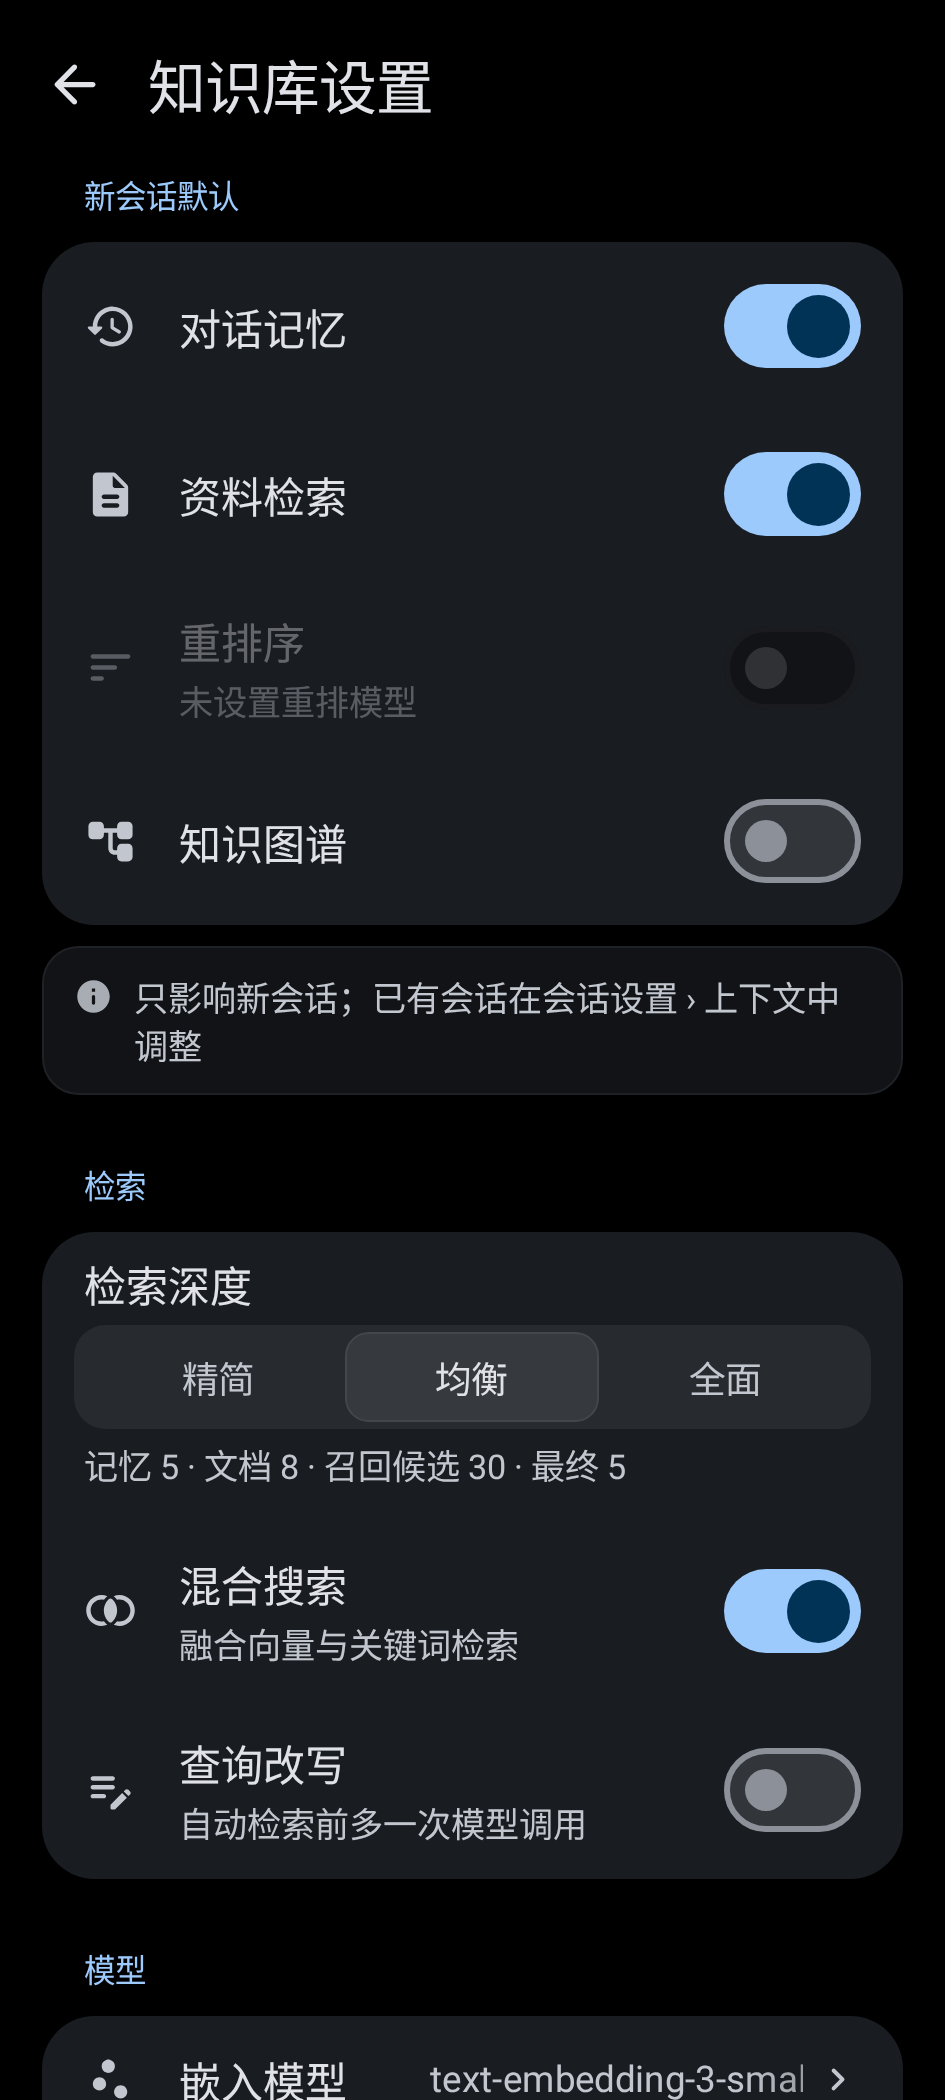 知识库设置
新会话默认
对话记忆
资料检索
重排序
未设置重排模型
知识图谱
只影响新会话；已有会话在会话设置 › 上下文中
调整
检索
检索深度
精简 均衡 全面
记忆 5 · 文档 8 · 召回候选 30 · 最终 5
混合搜索
融合向量与关键词检索
查询改写
自动检索前多一次模型调用
模型
嵌入模型 text-embedding-3-smal